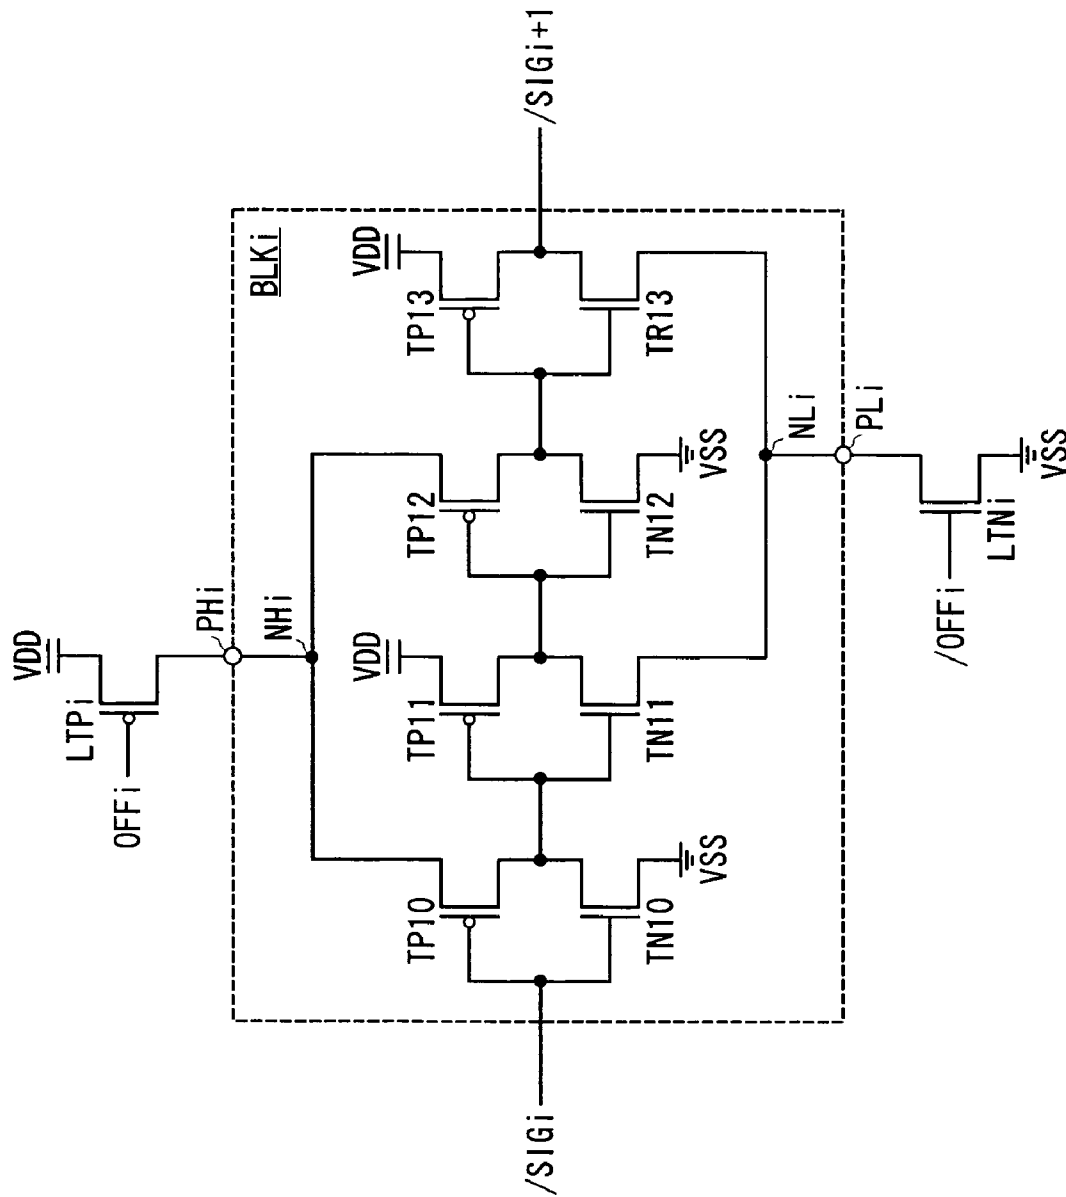 VDD
LTPi
OFFi
PHi
NHi
BLKi
VDD
VDD
TP10
TP11
TP12
TP13
/SIGi
/SIGi+1
TN10
TN11
TN12
TR13
VSS
VSS
NLi
PLi
/OFFi
LTNi
VSS